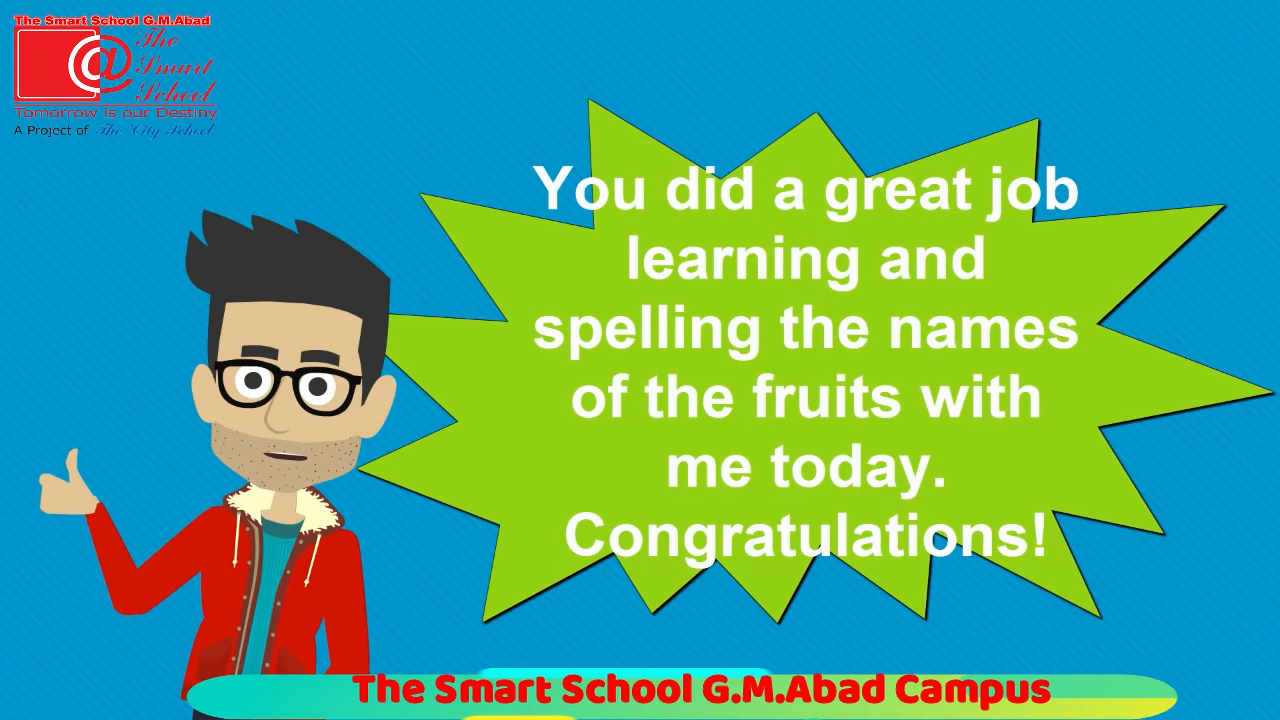 The Smart School G.M.Abad
@
The
Smart
School
Tomorrow is our Destiny
A Project of The City School
You did a great job
learning and
spelling the names
of the fruits with
me today.
Congratulations!
The Smart School G.M.Abad Campus